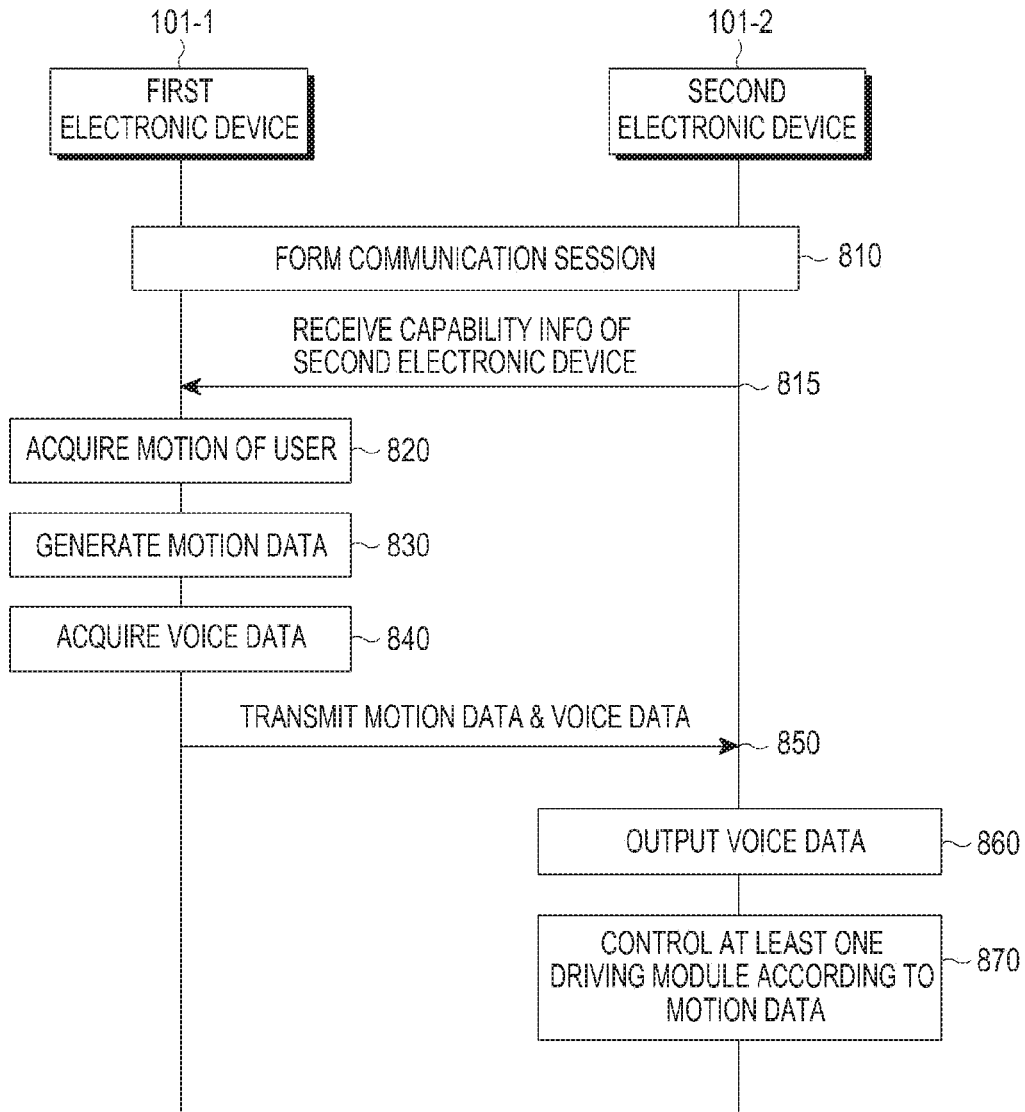 101-1
101-2
FIRST
ELECTRONIC DEVICE
SECOND
ELECTRONIC DEVICE
FORM COMMUNICATION SESSION
810
RECEIVE CAPABILITY INFO OF
SECOND ELECTRONIC DEVICE
815
ACQUIRE MOTION OF USER
820
GENERATE MOTION DATA
830
ACQUIRE VOICE DATA
840
TRANSMIT MOTION DATA & VOICE DATA
850
OUTPUT VOICE DATA
860
CONTROL AT LEAST ONE
DRIVING MODULE ACCORDING TO
MOTION DATA
870